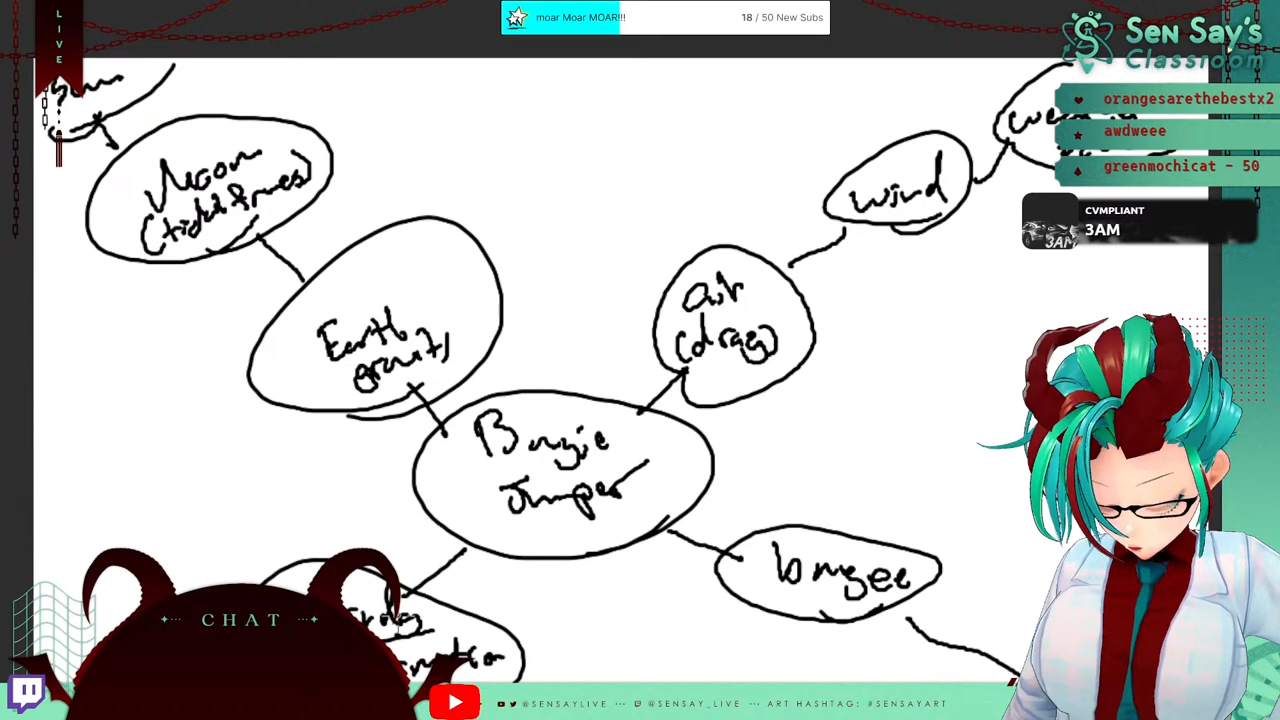 LIVE
moar Moar MOAR!!!
18 / 50 New Subs
SEN SAY'S
Classroom
orangesarethebestx2
awdweee
greenmochicat - 50
CVMPLIANT
3AM
3AM
Moon
(tidal forces)
wind
Earth
gravity
air
(drag)
Bungie
Jumper
bungee
CHAT
@SENSAYLIVE ··· @SENSAY_LIVE ··· ART HASHTAG: #SENSAYART